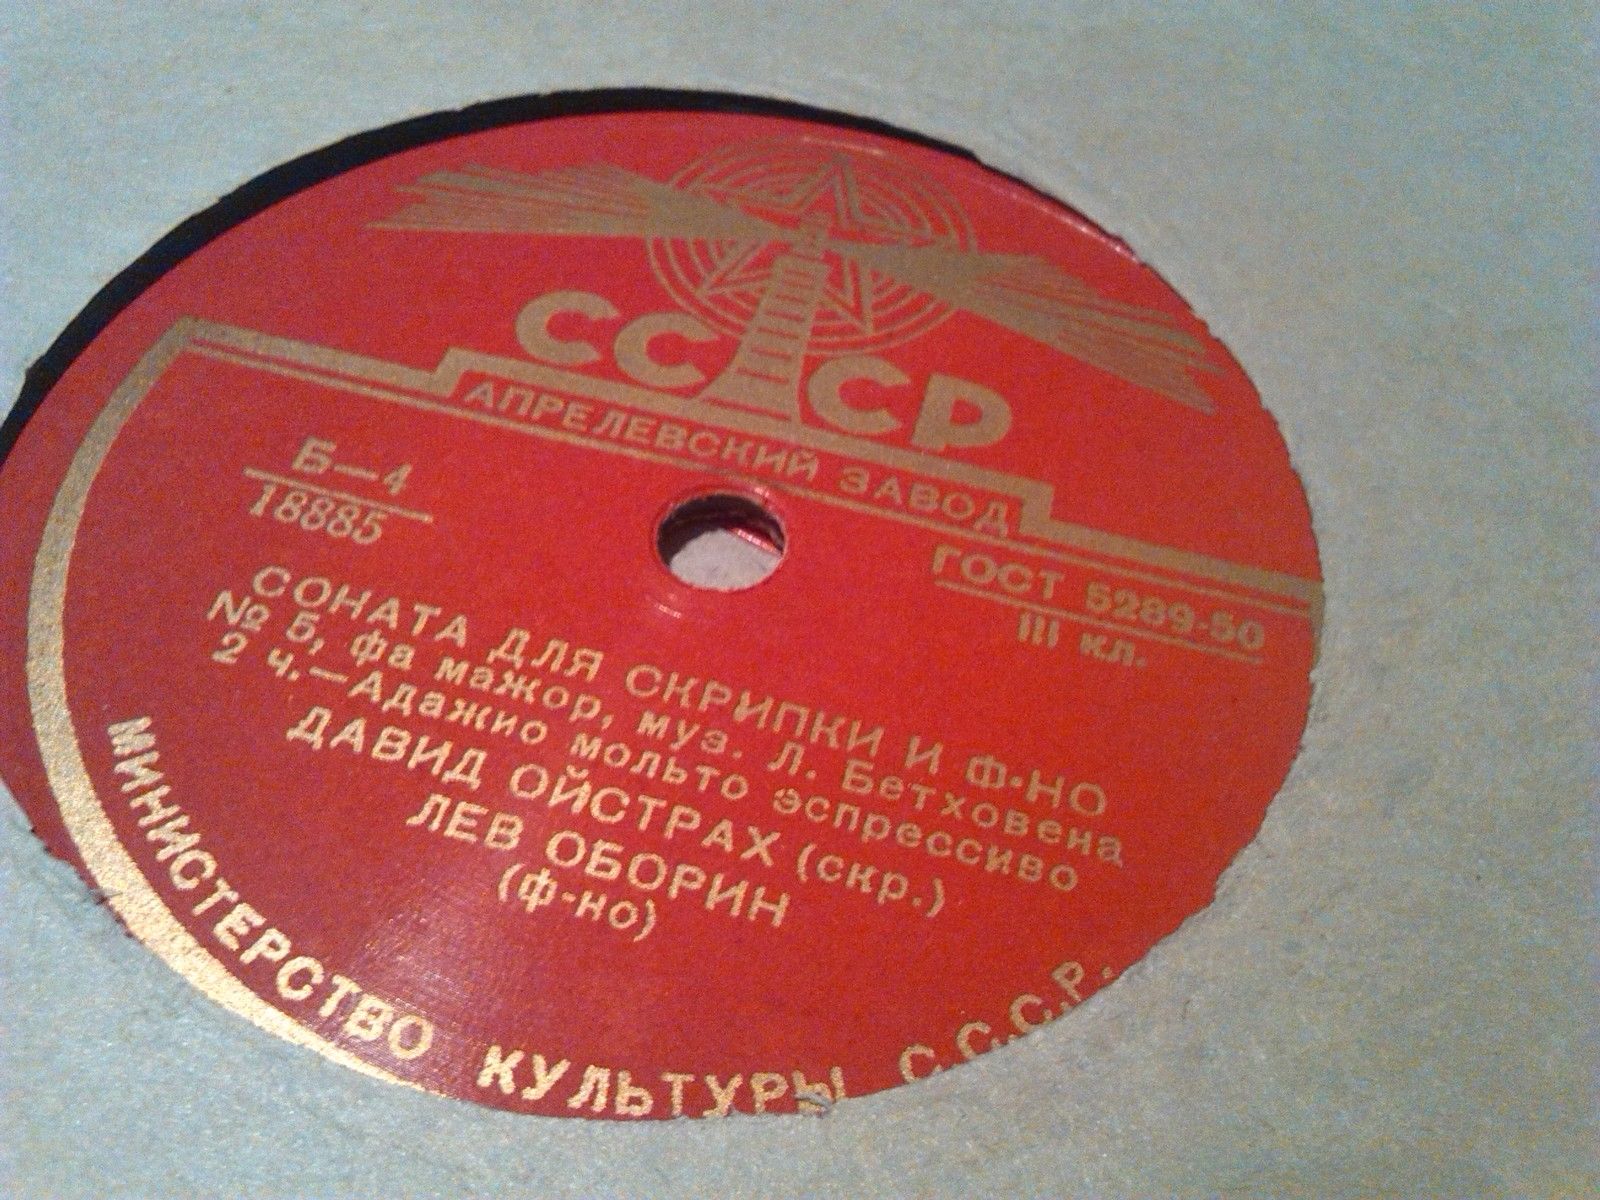 СССР
АПРЕЛЕВСКИЙ ЗАВОД
Б—4
18885
ГОСТ 5289-50
III кл.
СОНАТА ДЛЯ СКРИПКИ И Ф-НО
№ 5, фа мажор, муз. Л. Бетховена
2 ч.—Адажио мольто эспрессиво
ДАВИД ОЙСТРАХ (скр.)
ЛЕВ ОБОРИН
(ф-но)
МИНИСТЕРСТВО КУЛЬТУРЫ С.С.С.Р.